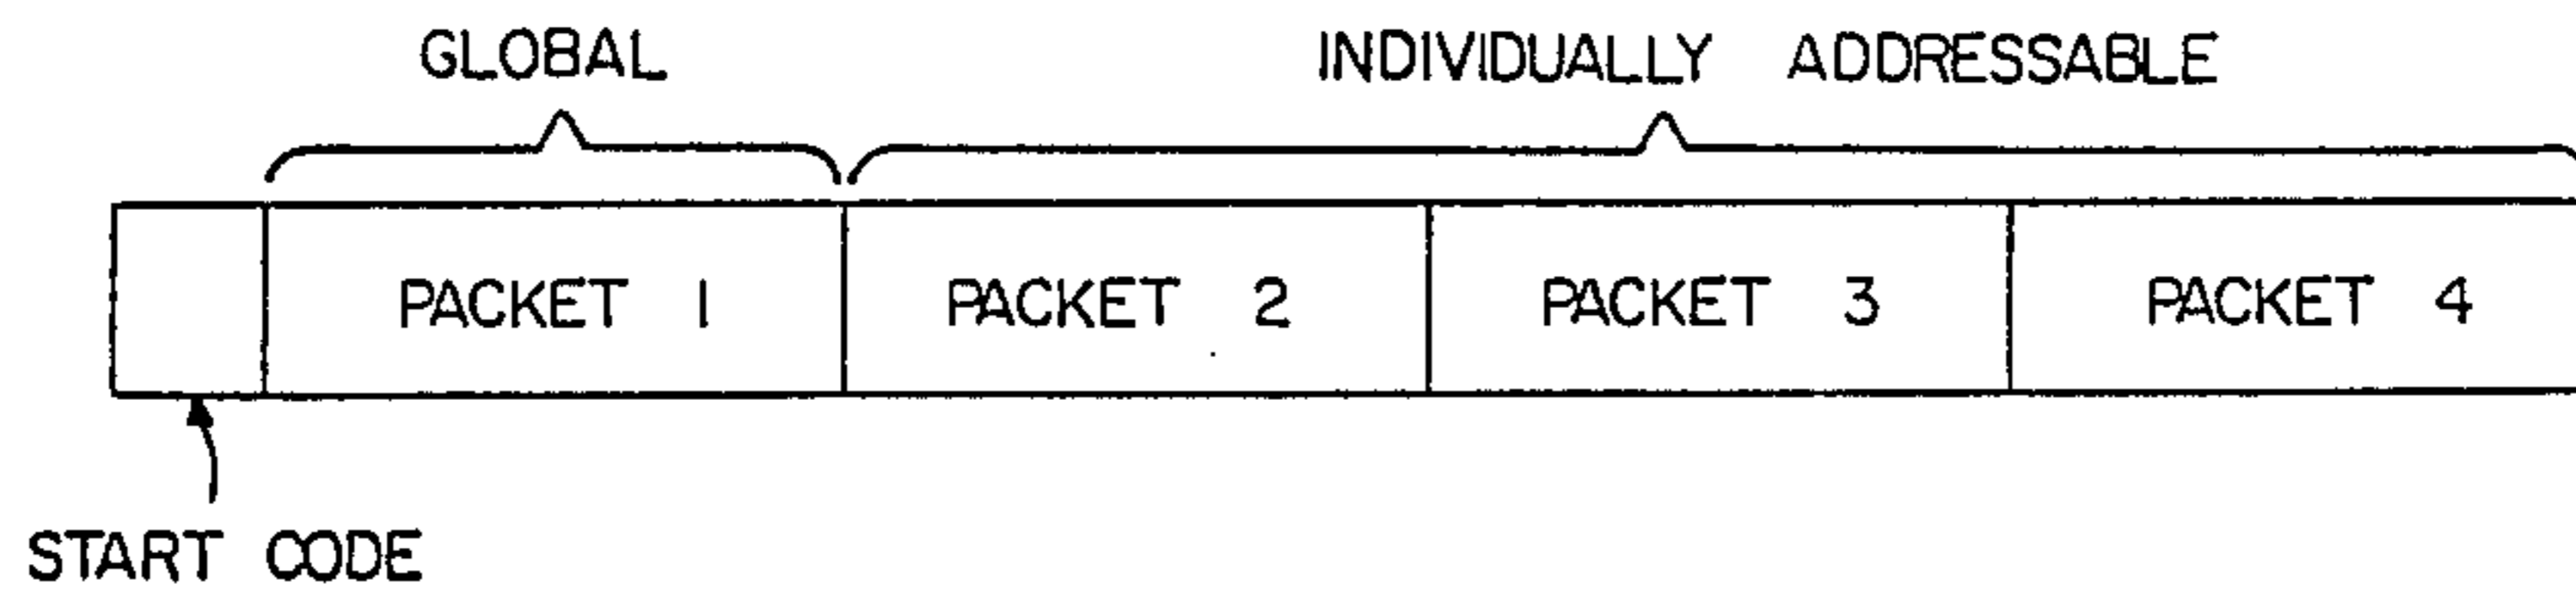 GLOBAL INDIVIDUALLY ADDRESSABLE
PACKET 1 PACKET 2 PACKET 3 PACKET 4
START CODE